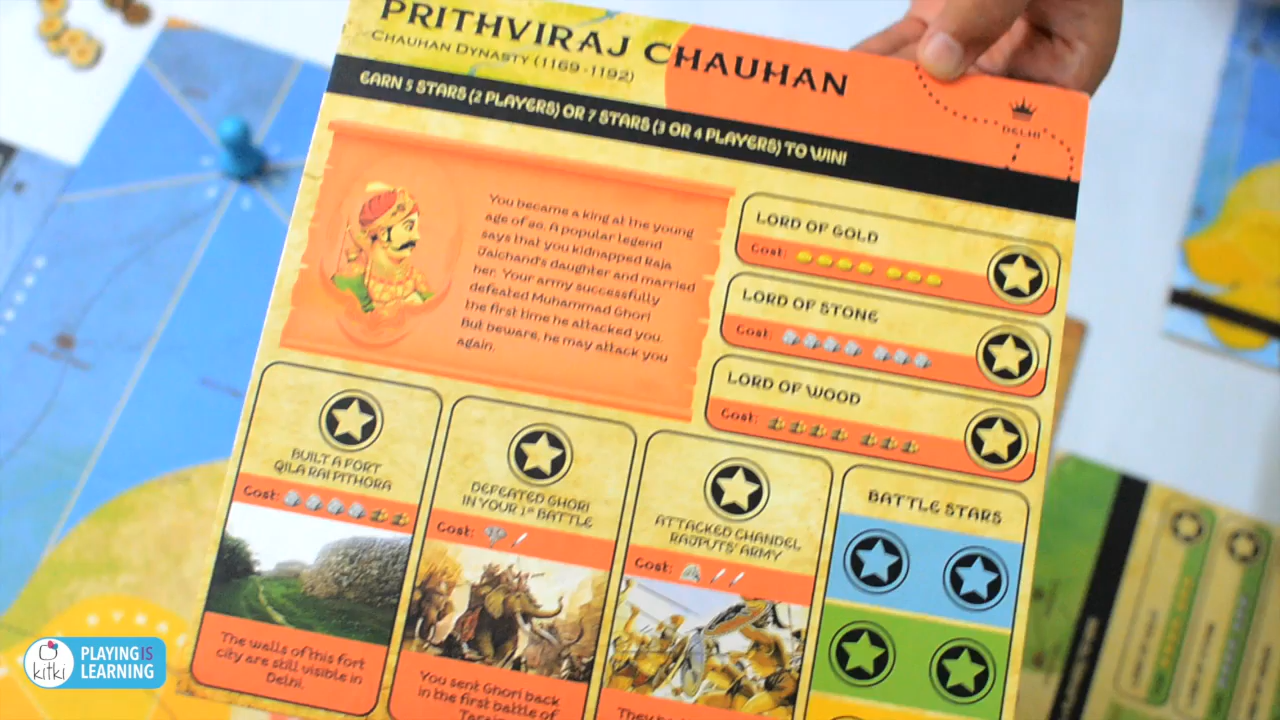 PRITHVIRAJ CHAUHAN
CHAUHAN DYNASTY (1169-1192)
DELHI
EARN 5 STARS (2 PLAYERS) OR 7 STARS (3 OR 4 PLAYERS) TO WIN!
You became a king at the young
age of 20. A popular legend
says that you kidnapped Raja
Jaichand's daughter and married
her. Your army successfully
defeated Muhammad Ghori
the first time he attacked you.
But beware, he may attack you
again.
LORD OF GOLD
Cost:
LORD OF STONE
Cost:
LORD OF WOOD
Cost:
BUILT A FORT
QILA RAI PITHORA
Cost:
The walls of this fort
city are still visible in
Delhi.
DEFEATED GHORI
IN YOUR 1ST BATTLE
Cost:
You sent Ghori back
in the first battle of
ATTACKED CHANDEL
RAJPUTS' ARMY
Cost:
They
BATTLE STARS
kitki
PLAYING IS
LEARNING